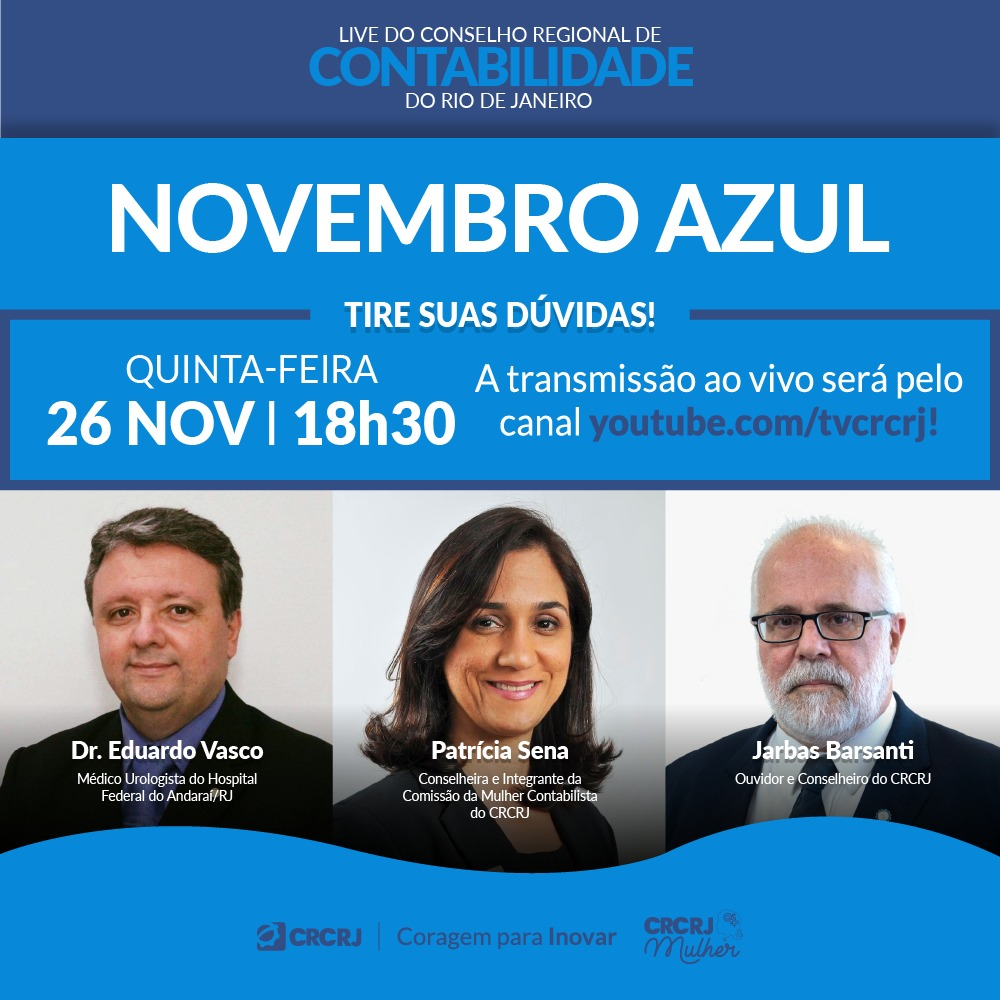 LIVE DO CONSELHO REGIONAL DE
CONTABILIDADE
DO RIO DE JANEIRO
NOVEMBRO AZUL
TIRE SUAS DÚVIDAS!
QUINTA-FEIRA
26 NOV | 18h30
A transmissão ao vivo será pelo
canal youtube.com/tvcrcrj!
Dr. Eduardo Vasco
Médico Urologista do Hospital
Federal do Andaraí/RJ
Patrícia Sena
Conselheira e Integrante da
Comissão da Mulher Contabilista
do CRCRJ
Jarbas Barsanti
Ouvidor e Conselheiro do CRCRJ
CRCRJ | Coragem para Inovar
CRCRJ
Mulher